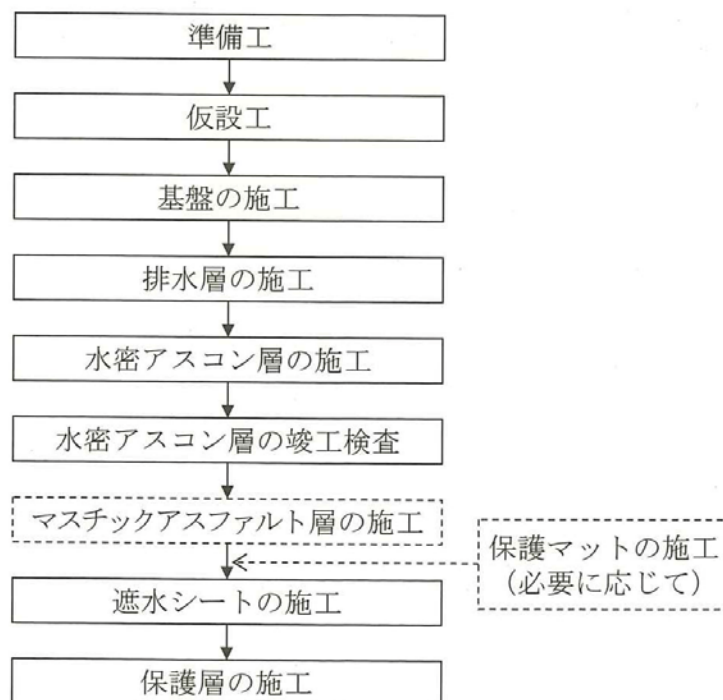 準備工
仮設工
基盤の施工
排水層の施工
水密アスコン層の施工
水密アスコン層の竣工検査
マスチックアスファルト層の施工
保護マットの施工
（必要に応じて）
遮水シートの施工
保護層の施工